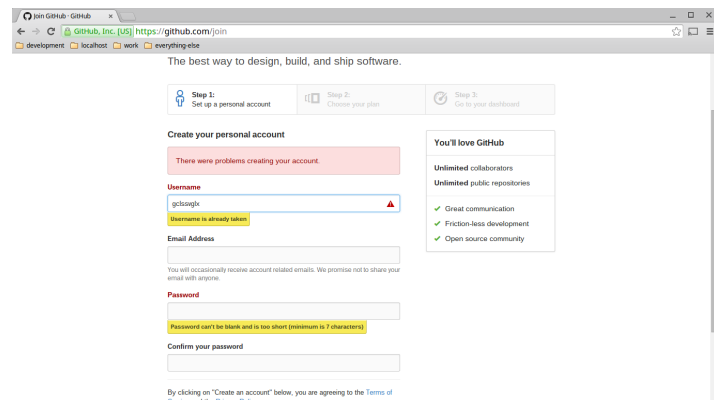 Join GitHub · GitHub
GitHub, Inc. [US] https://github.com/join
development localhost work everything-else
The best way to design, build, and ship software.
Step 1:
Set up a personal account
Step 2:
Choose your plan
Step 3:
Go to your dashboard
Create your personal account
There were problems creating your account.
Username
gclssvglx
Username is already taken
Email Address
You will occasionally receive account related emails. We promise not to share your
email with anyone.
Password
Password can't be blank and is too short (minimum is 7 characters)
Confirm your password
By clicking on "Create an account" below, you are agreeing to the Terms of
You'll love GitHub
Unlimited collaborators
Unlimited public repositories
Great communication
Friction-less development
Open source community